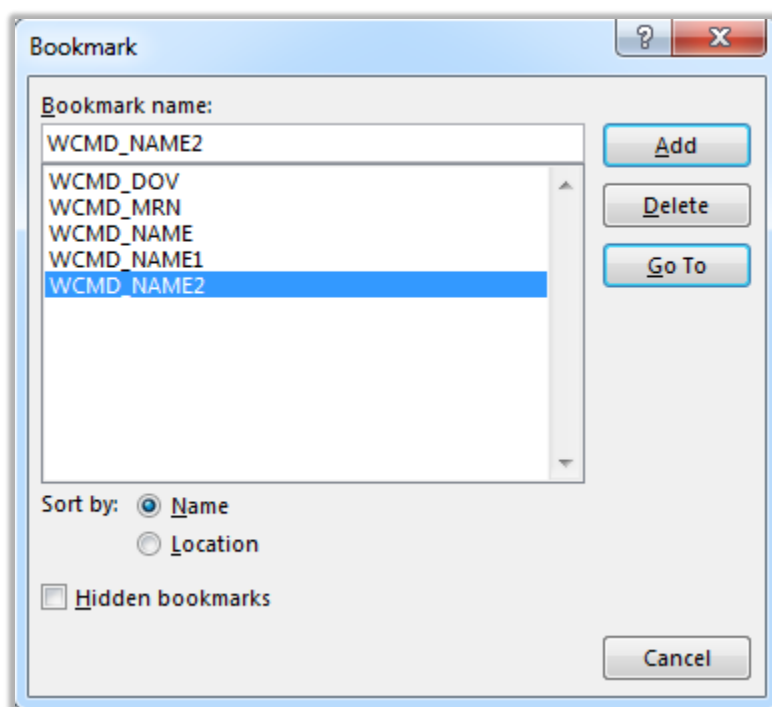 Bookmark
Bookmark name:
WCMD_NAME2
Add
WCMD_DOV
WCMD_MRN
WCMD_NAME
WCMD_NAME1
WCMD_NAME2
Delete
Go To
Sort by: Name
Location
Hidden bookmarks
Cancel